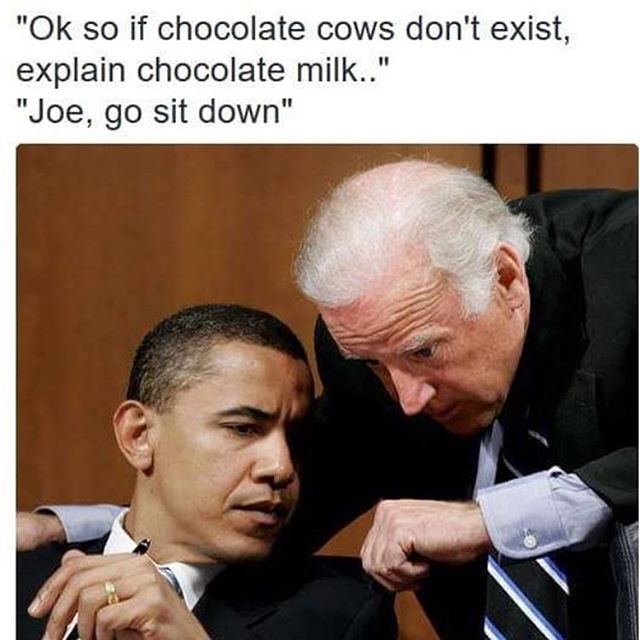 "Ok so if chocolate cows don't exist,
explain chocolate milk.."
"Joe, go sit down"